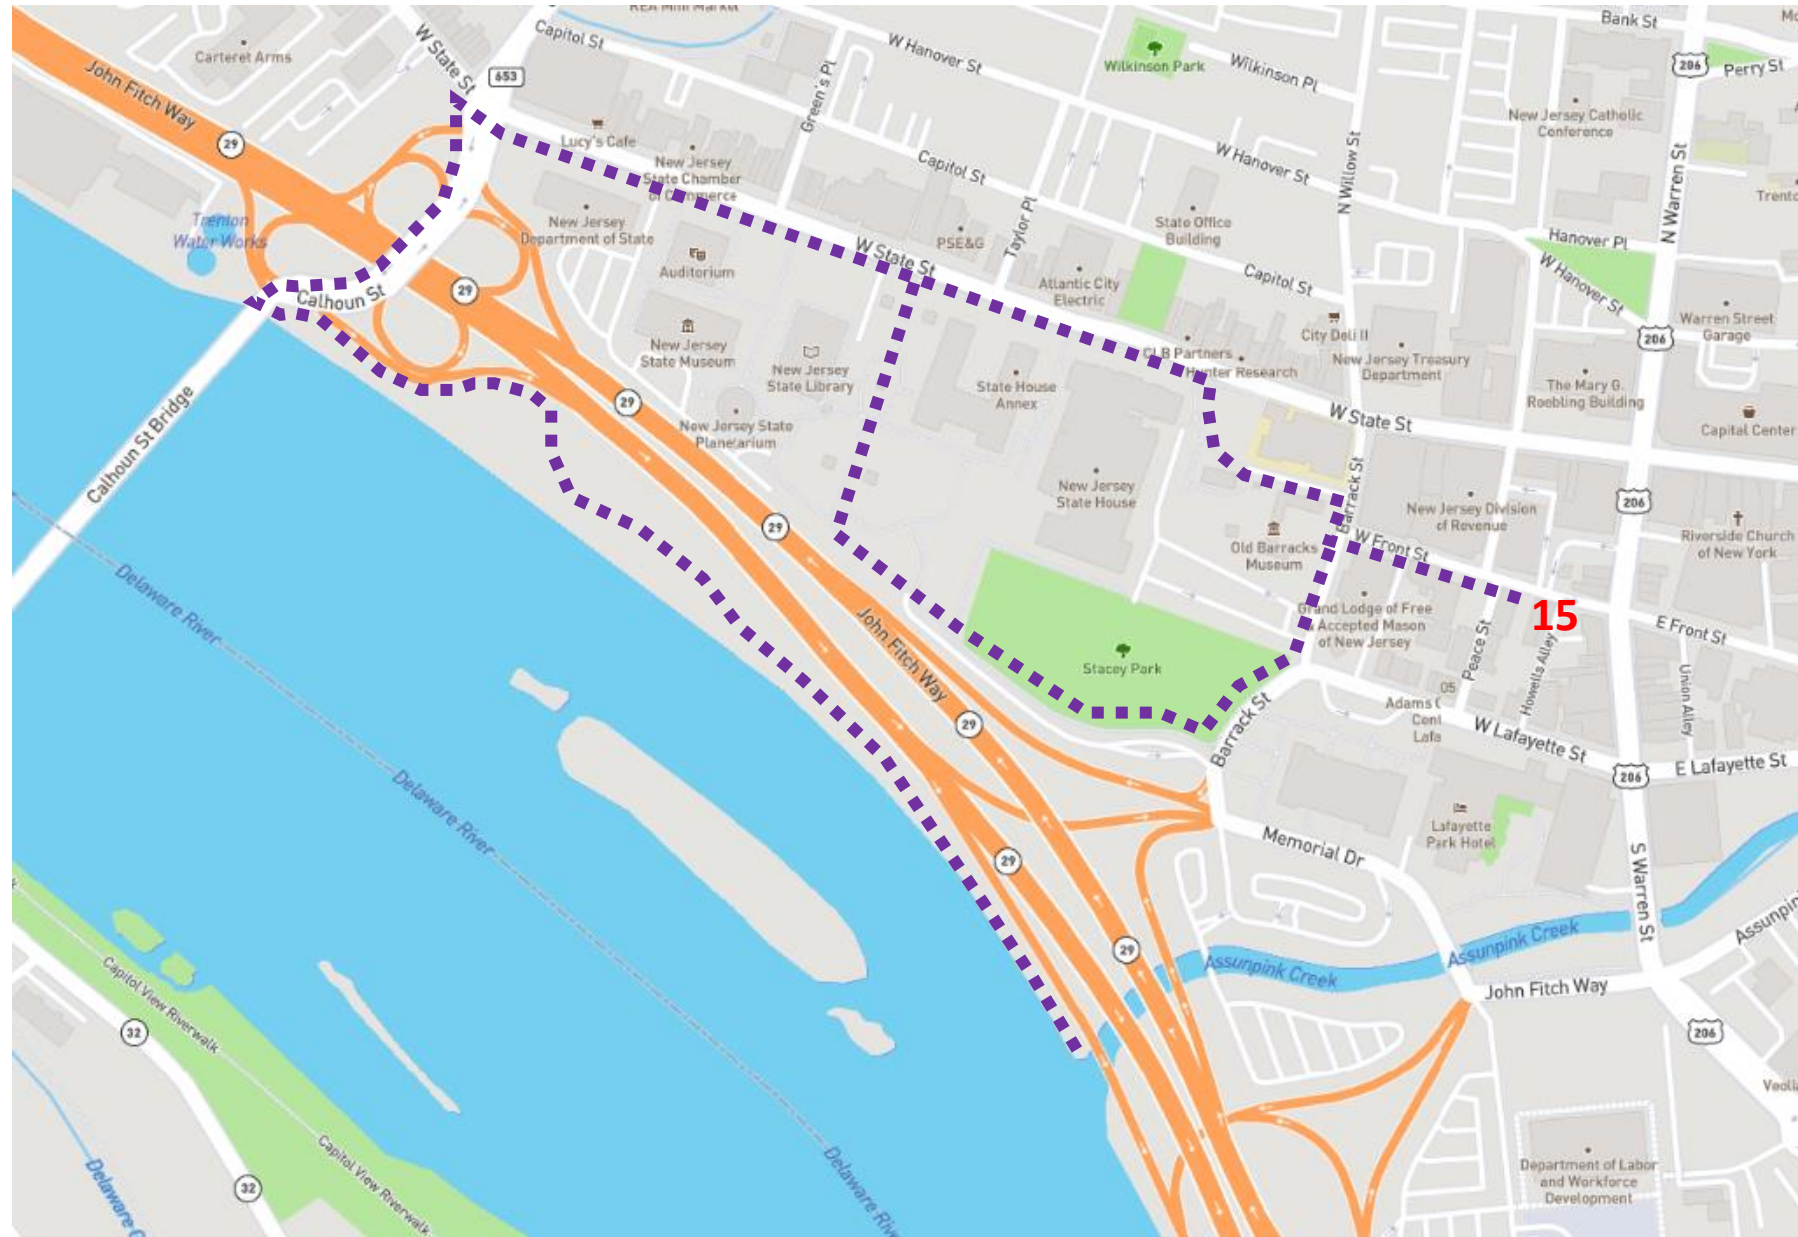 REA Mini Market
Carteret Arms
W State St
653
Capitol St
W Hanover St
Wilkinson Park
Wilkinson Pl
Bank St
206
Perry St
John Fitch Way
29
Lucy's Cafe
Green's Pl
New Jersey
State Chamber
of Commerce
Capitol St
W Hanover St
N Willow St
New Jersey Catholic
Conference
N Warren St
Trenton
Water Works
New Jersey
Department of State
Auditorium
W State St
PSE&G
Taylor Pl
State Office
Building
Hanover Pl
W Hanover St
Atlantic City
Electric
Capitol St
Calhoun St
29
New Jersey
State Museum
New Jersey
State Library
CLB Partners
Hunter Research
City Deli II
New Jersey Treasury
Department
206
Warren Street
Garage
State House
Annex
The Mary G.
Roebling Building
Capital Center
29
New Jersey State
Planetarium
W State St
Calhoun St Bridge
New Jersey
State House
Barrack St
New Jersey Division
of Revenue
206
Riverside Church
of New York
29
Old Barracks
Museum
W Front St
Delaware River
John Fitch Way
Grand Lodge of Free
& Accepted Mason
of New Jersey
15
E Front St
Stacey Park
Peace St
Howells Alley
Union Alley
29
Barrack St
Adams
W Lafayette St
206
E Lafayette St
Delaware River
Lafayette
Park Hotel
Memorial Dr
29
S Warren St
29
Assunpink Creek
Assunpink Creek
Capitol View Riverwalk
John Fitch Way
32
206
Capitol View Riverwalk
Delaware
32
Department of Labor
and Workforce
Development